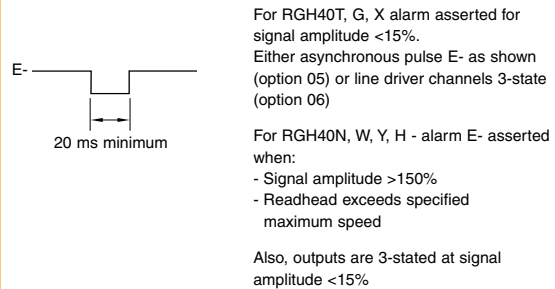 E-
20 ms minimum
For RGH40T, G, X alarm asserted for
signal amplitude <15%.
Either asynchronous pulse E- as shown
(option 05) or line driver channels 3-state
(option 06)
For RGH40N, W, Y, H - alarm E- asserted
when:
- Signal amplitude >150%
- Readhead exceeds specified
maximum speed
Also, outputs are 3-stated at signal
amplitude <15%